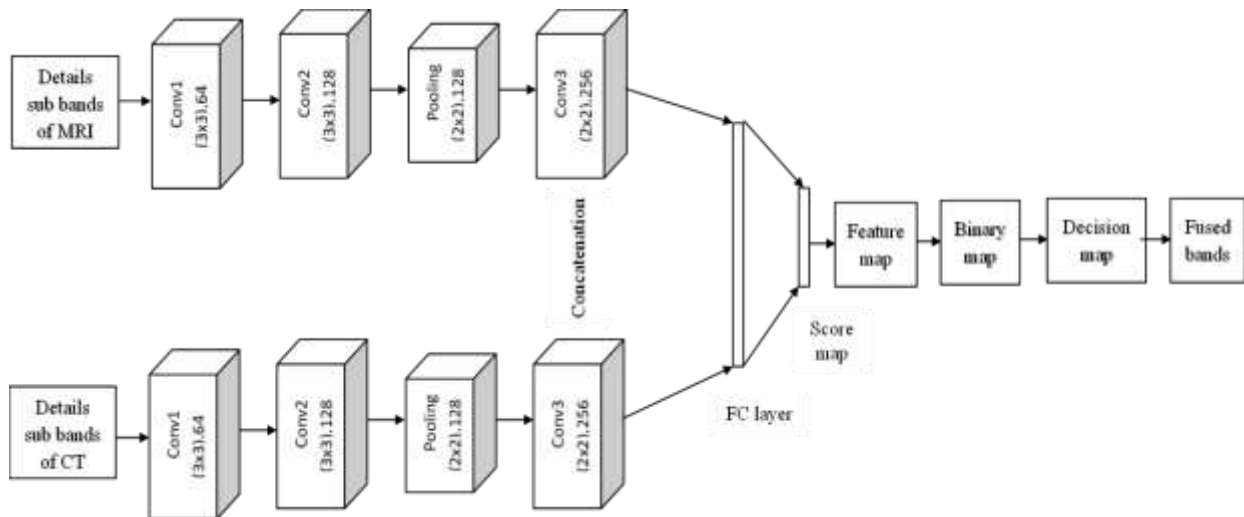 Details
sub bands
of MRI
Conv1
(3x3).64
Conv2
(3x3).128
Pooling
(2x2).128
Conv3
(2x2).256
Concatenation
Details
sub bands
of CT
Conv1
(3x3).64
Conv2
(3x3).128
Pooling
(2x2).128
Conv3
(2x2).256
FC layer
Score
map
Feature
map
Binary
map
Decision
map
Fused
bands